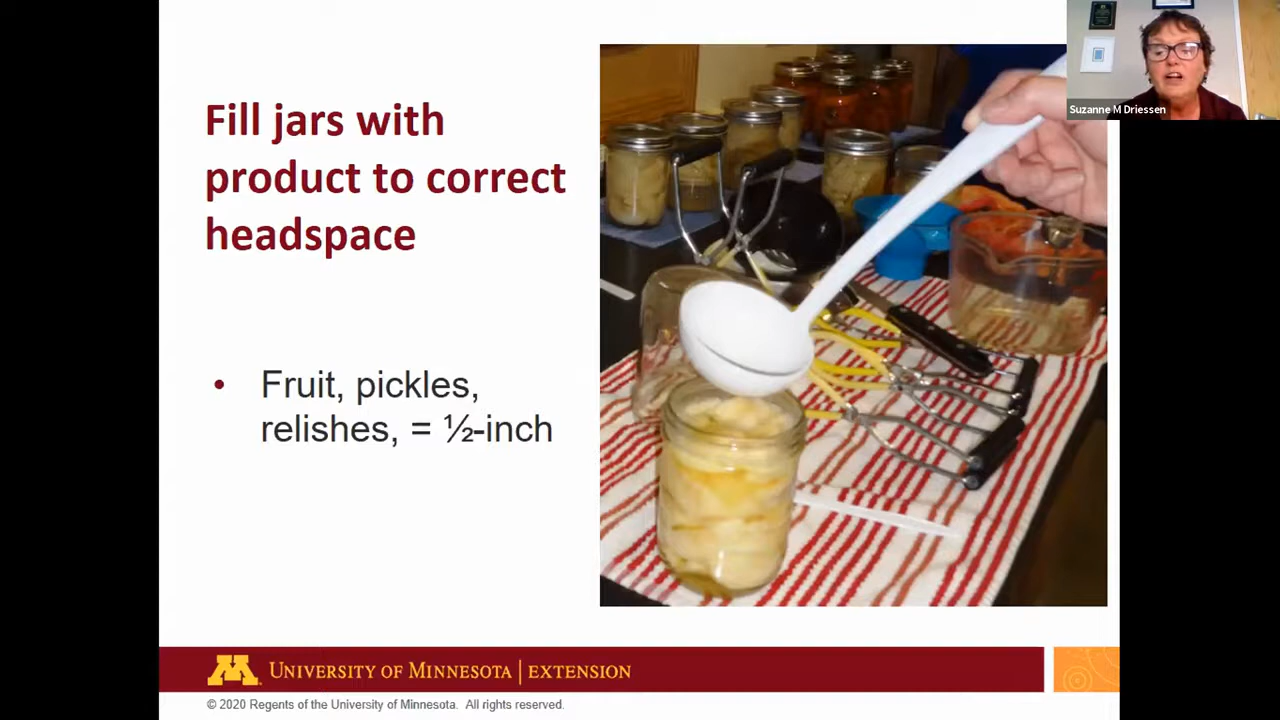 Suzanne M Driessen
Fill jars with
product to correct
headspace
• Fruit, pickles,
relishes, = ½-inch
M UNIVERSITY OF MINNESOTA | EXTENSION
© 2020 Regents of the University of Minnesota. All rights reserved.